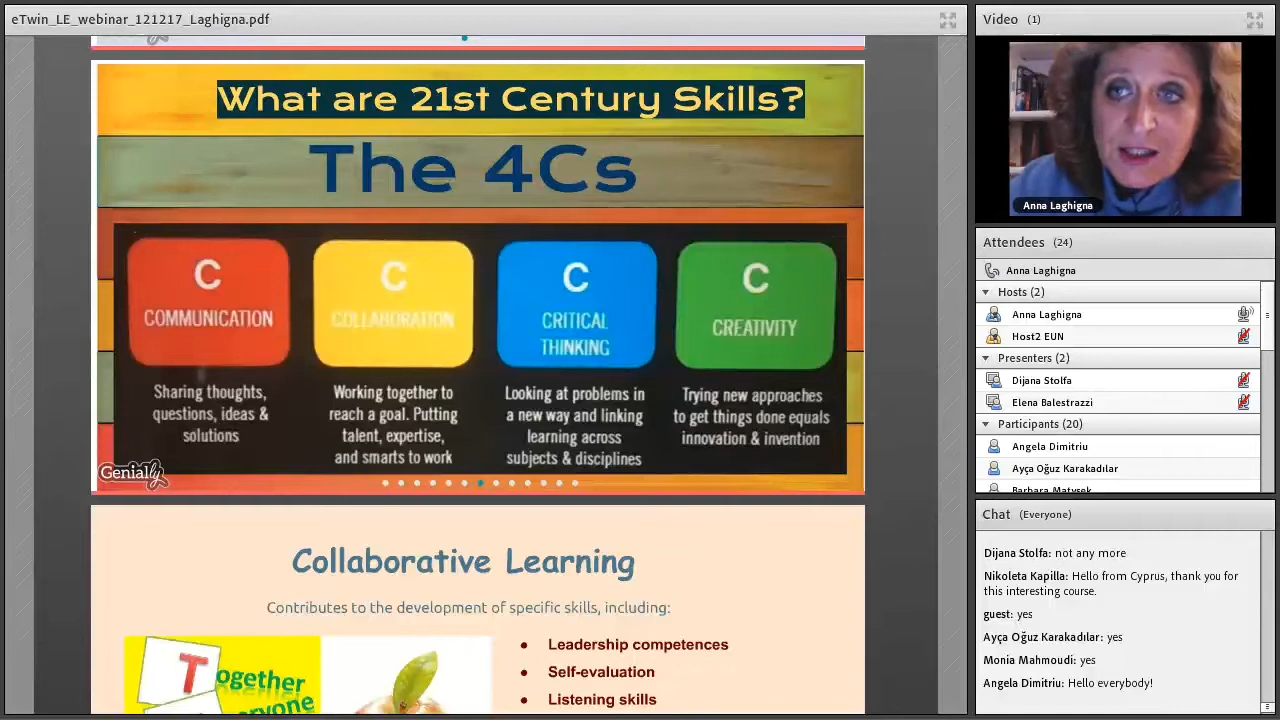 eTwin_LE_webinar_121217_Laghigna.pdf
What are 21st Century Skills?
The 4Cs
C
COMMUNICATION
Sharing thoughts,
questions, ideas &
solutions
C
COLLABORATION
Working together to
reach a goal. Putting
talent, expertise,
and smarts to work
C
CRITICAL
THINKING
Looking at problems in
a new way and linking
learning across
subjects & disciplines
C
CREATIVITY
Trying new approaches
to get things done equals
innovation & invention
Genially
Collaborative Learning
Contributes to the development of specific skills, including:
Together
eryone
• Leadership competences
• Self-evaluation
• Listening skills
Video (1)
Anna Laghigna
Attendees (24)
Anna Laghigna
Hosts (2)
Anna Laghigna
Host2 EUN
Presenters (2)
Dijana Stolfa
Elena Balestrazzi
Participants (20)
Angela Dimitriu
Ayça Oğuz Karakadılar
Barbara Matysek
Chat (Everyone)
Dijana Stolfa: not any more
Nikoleta Kapilla: Hello from Cyprus, thank you for
this interesting course.
guest: yes
Ayça Oğuz Karakadılar: yes
Monia Mahmoudi: yes
Angela Dimitriu: Hello everybody!